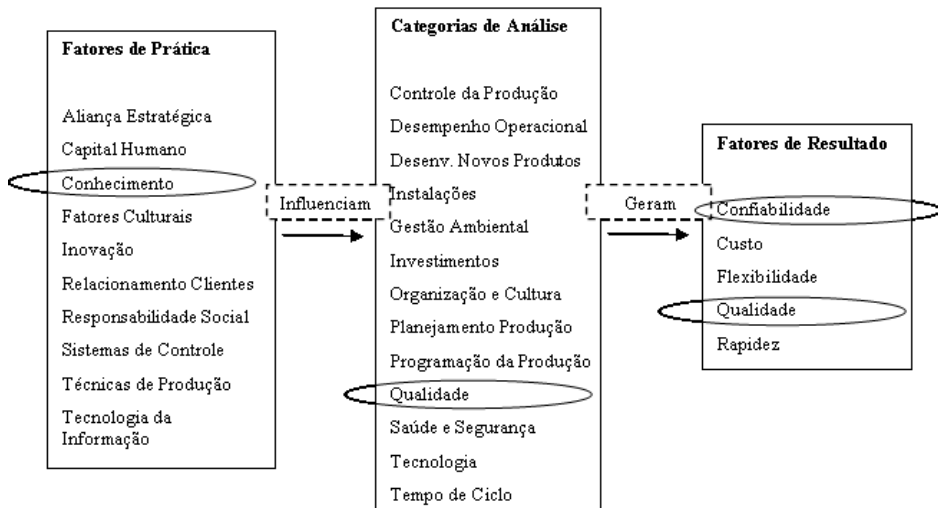 Fatores de Prática
Aliança Estratégica
Capital Humano
Conhecimento
Fatores Culturais
Inovação
Relacionamento Clientes
Responsabilidade Social
Sistemas de Controle
Técnicas de Produção
Tecnologia da
Informação
Influenciam
Categorias de Análise
Controle da Produção
Desempenho Operacional
Desenv. Novos Produtos
Instalações
Gestão Ambiental
Investimentos
Organização e Cultura
Planejamento Produção
Programação da Produção
Qualidade
Saúde e Segurança
Tecnologia
Tempo de Ciclo
Geram
Fatores de Resultado
Confiabilidade
Custo
Flexibilidade
Qualidade
Rapidez